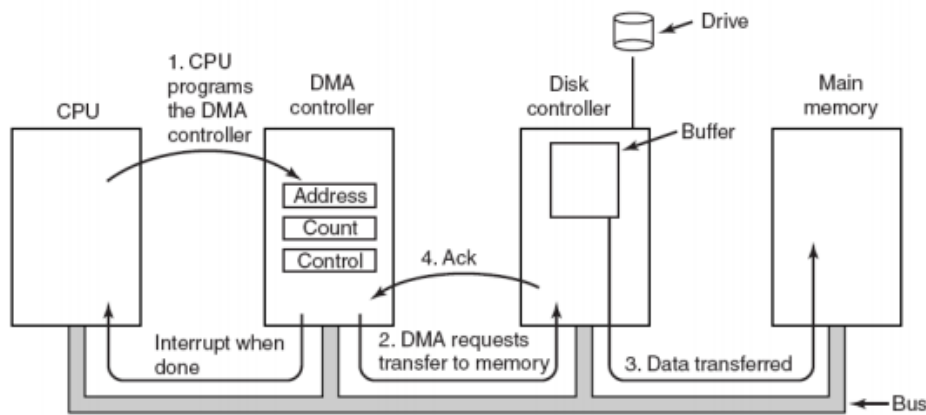 Drive
1. CPU
programs
the DMA
controller
CPU
DMA
controller
Disk
controller
Main
memory
Buffer
Address
Count
Control
4. Ack
Interrupt when
done
2. DMA requests
transfer to memory
3. Data transferred
Bus